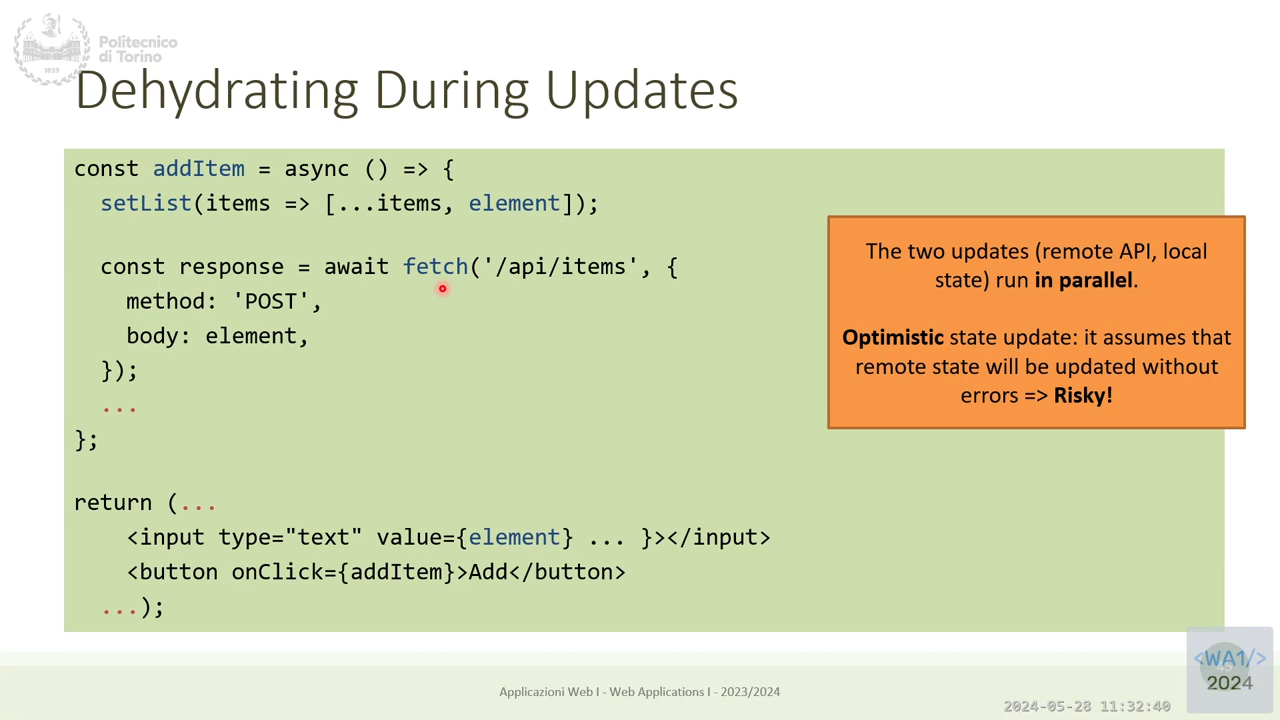 Politecnico
di Torino
1859
Dehydrating During Updates
const addItem = async () => {
setList(items => [...items, element]);
const response = await fetch('/api/items', {
method: 'POST',
body: element,
});
...
};
return (...
<input type="text" value={element} ... }></input>
<button onClick={addItem}>Add</button>
...);
The two updates (remote API, local
state) run in parallel.
Optimistic state update: it assumes that
remote state will be updated without
errors => Risky!
Applicazioni Web I - Web Applications I - 2023/2024
<WA1/>
2024
2024-05-28 11:32:40